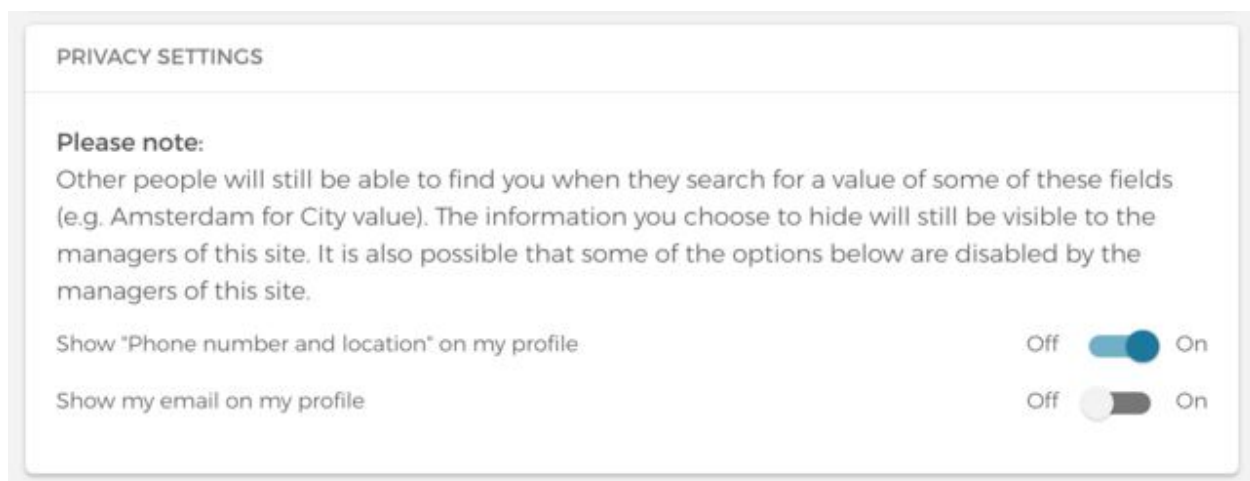 PRIVACY SETTINGS
Please note:
Other people will still be able to find you when they search for a value of some of these fields
(e.g. Amsterdam for City value). The information you choose to hide will still be visible to the
managers of this site. It is also possible that some of the options below are disabled by the
managers of this site.
Show "Phone number and location" on my profile Off On
Show my email on my profile Off On